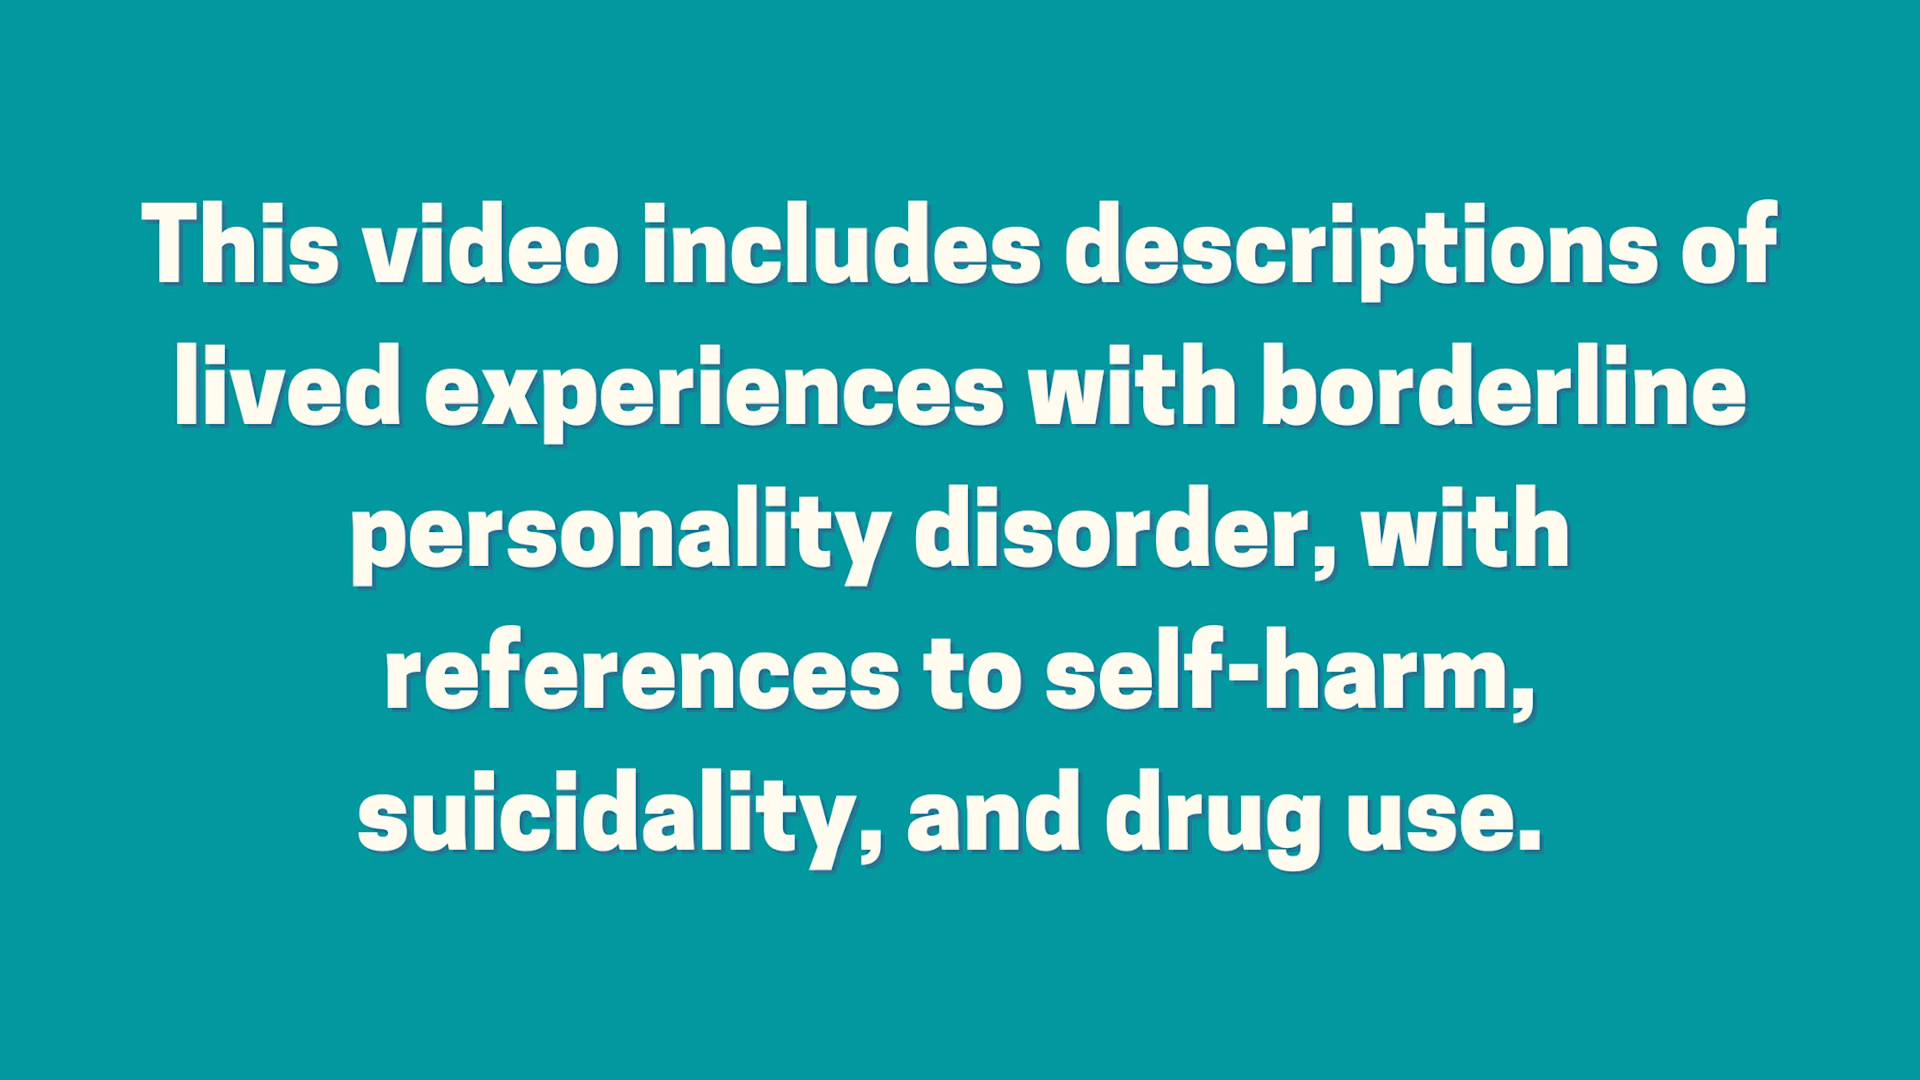 This video includes descriptions of
lived experiences with borderline
personality disorder, with
references to self-harm,
suicidality, and drug use.